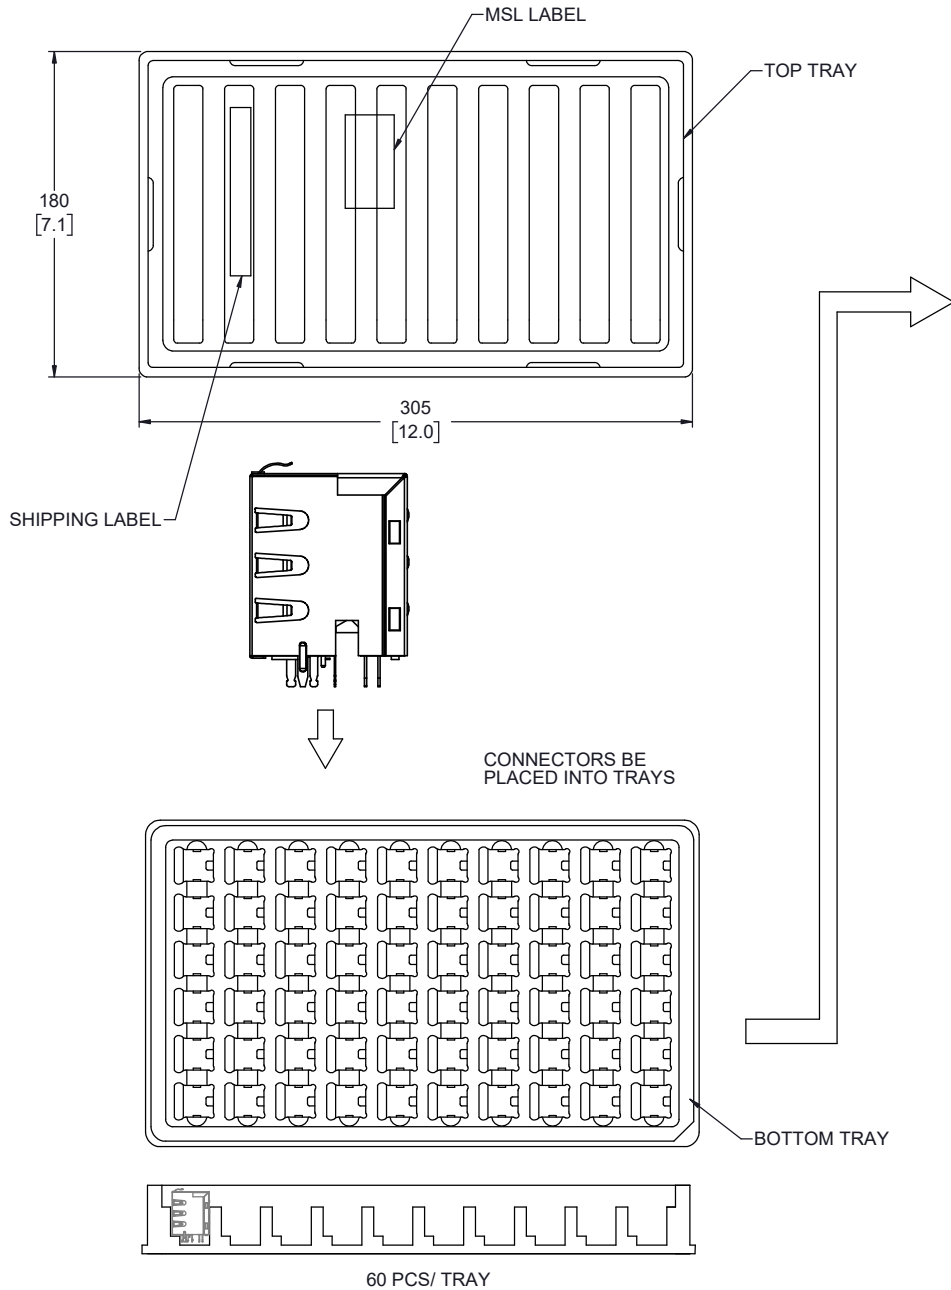 MSL LABEL
TOP TRAY
180
[7.1]
305
[12.0]
SHIPPING LABEL
CONNECTORS BE
PLACED INTO TRAYS
BOTTOM TRAY
60 PCS/ TRAY